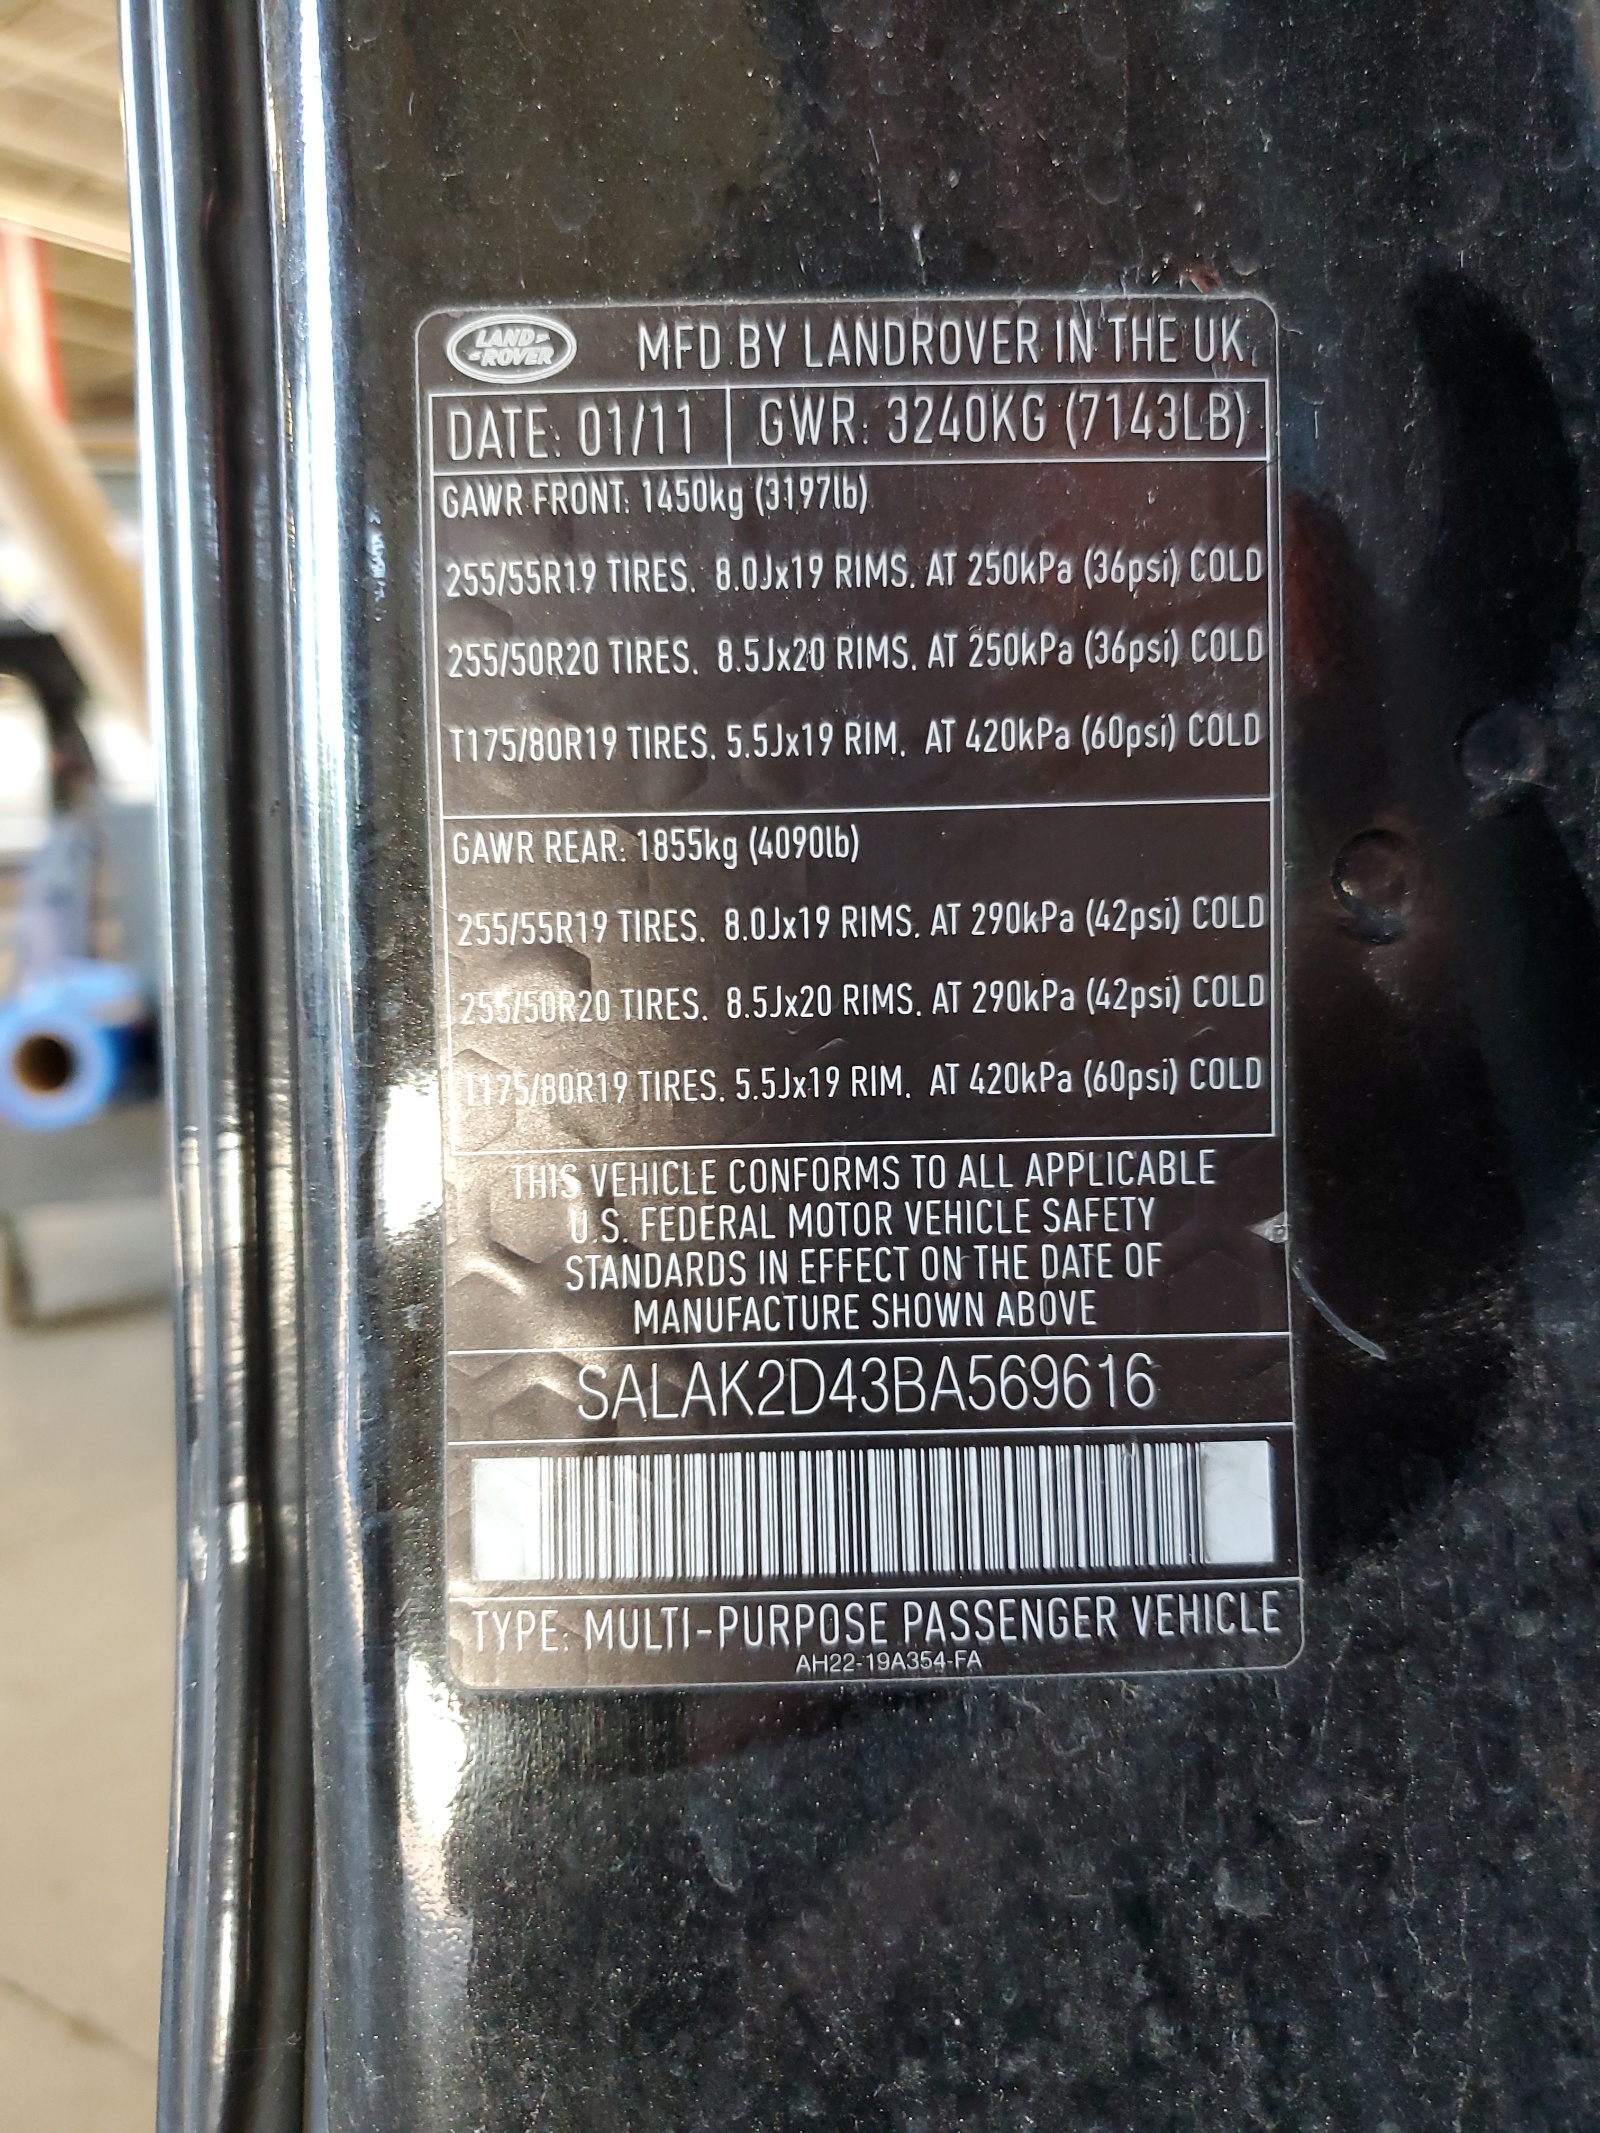 LAND ROVER MFD BY LANDROVER IN THE UK
DATE: 01/11 GWR: 3240KG (7143LB)
GAWR FRONT: 1450kg (3197lb)
255/55R19 TIRES. 8.0Jx19 RIMS. AT 250kPa (36psi) COLD
255/50R20 TIRES. 8.5Jx20 RIMS. AT 250kPa (36psi) COLD
T175/80R19 TIRES. 5.5Jx19 RIM. AT 420kPa (60psi) COLD
GAWR REAR: 1855kg (4090lb)
255/55R19 TIRES. 8.0Jx19 RIMS. AT 290kPa (42psi) COLD
255/50R20 TIRES. 8.5Jx20 RIMS. AT 290kPa (42psi) COLD
T175/80R19 TIRES. 5.5Jx19 RIM. AT 420kPa (60psi) COLD
THIS VEHICLE CONFORMS TO ALL APPLICABLE
U.S. FEDERAL MOTOR VEHICLE SAFETY
STANDARDS IN EFFECT ON THE DATE OF
MANUFACTURE SHOWN ABOVE
SALAK2D43BA569616
TYPE: MULTI-PURPOSE PASSENGER VEHICLE
AH22-19A354-FA